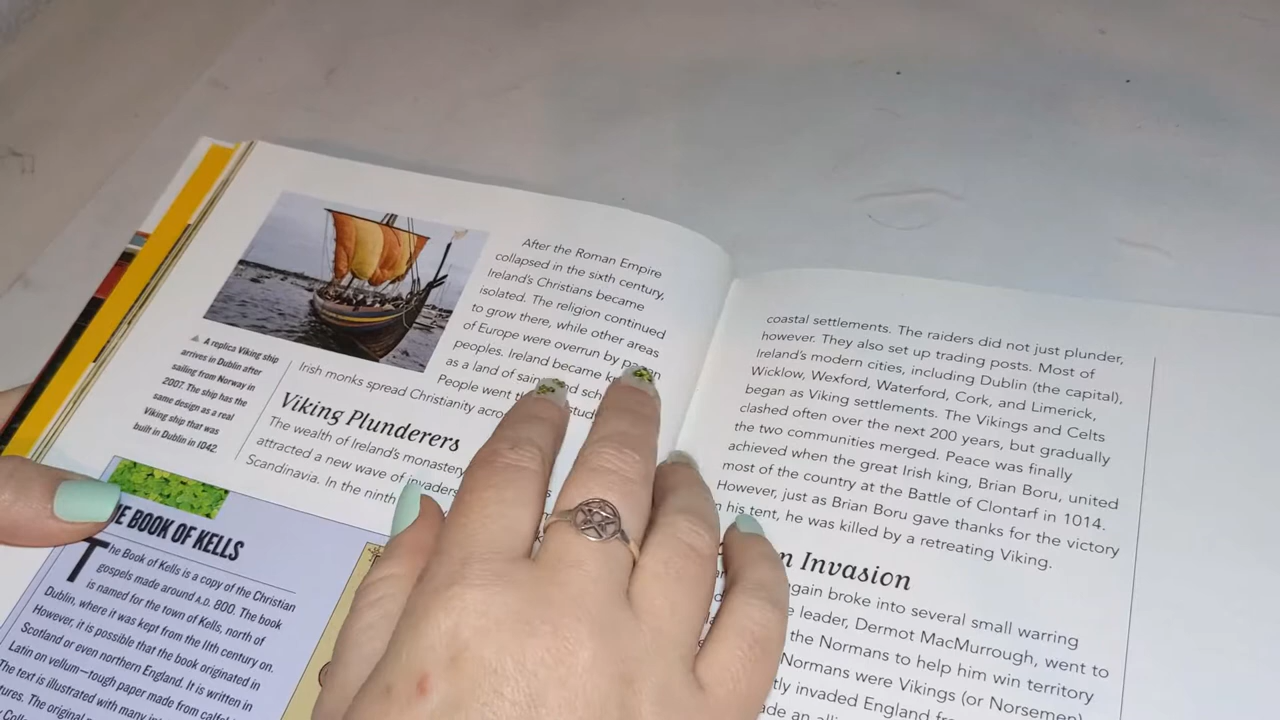 After the Roman Empire
collapsed in the sixth century,
Ireland's Christians became
isolated. The religion continued
to grow there, while other areas
of Europe were overrun by
peoples. Ireland became
as a land of
People went
Irish monks spread Christianity
A replica Viking ship
arrives in Dublin after
sailing from Norway in
2007. The ship has the
same design as a real
Viking ship that was
built in Dublin in 1042.
Viking Plunderers
The wealth of Ireland's monastery
attracted a new wave of invaders
Scandinavia. In the ninth
BOOK OF KELLS
The Book of Kells is a copy of the Christian
gospels made around A.D. 800. The book
is named for the town of Kells, north of
Dublin, where it was kept from the 11th century on.
However, it is possible that the book originated in
Scotland or even northern England. It is written in
Latin on vellum—tough paper made from
The text is illustrated with many
The original
coastal settlements. The raiders did not just plunder,
however. They also set up trading posts. Most of
Ireland's modern cities, including Dublin (the capital),
Wicklow, Wexford, Waterford, Cork, and Limerick,
began as Viking settlements. The Vikings and Celts
clashed often over the next 200 years, but gradually
the two communities merged. Peace was finally
achieved when the great Irish king, Brian Boru, united
most of the country at the Battle of Clontarf in 1014.
However, just as Brian Boru gave thanks for the victory
his tent, he was killed by a retreating Viking.
Invasion
again broke into several small warring
leader, Dermot MacMurrough, went to
the Normans to help him win territory
Normans were Vikings (or Norsemen)
invaded England
an